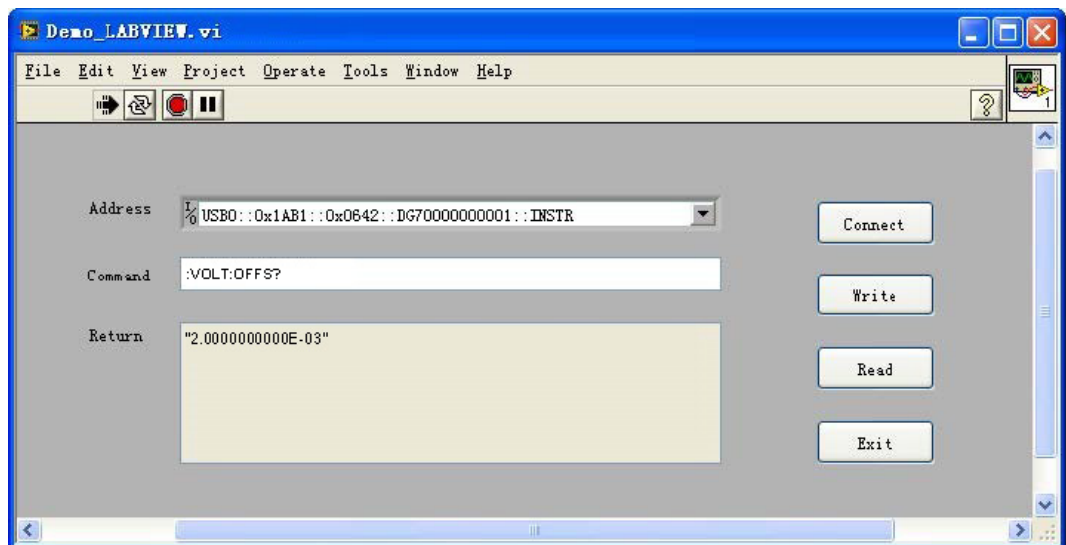 Demo_LABVIEW.vi
File Edit View Project Operate Tools Window Help
1
Address
I/O USB0::0x1AB1::0x0642::DG70000000001::INSTR
Connect
Command
:VOLT:OFFS?
Write
Return
"2.0000000000E-03"
Read
Exit